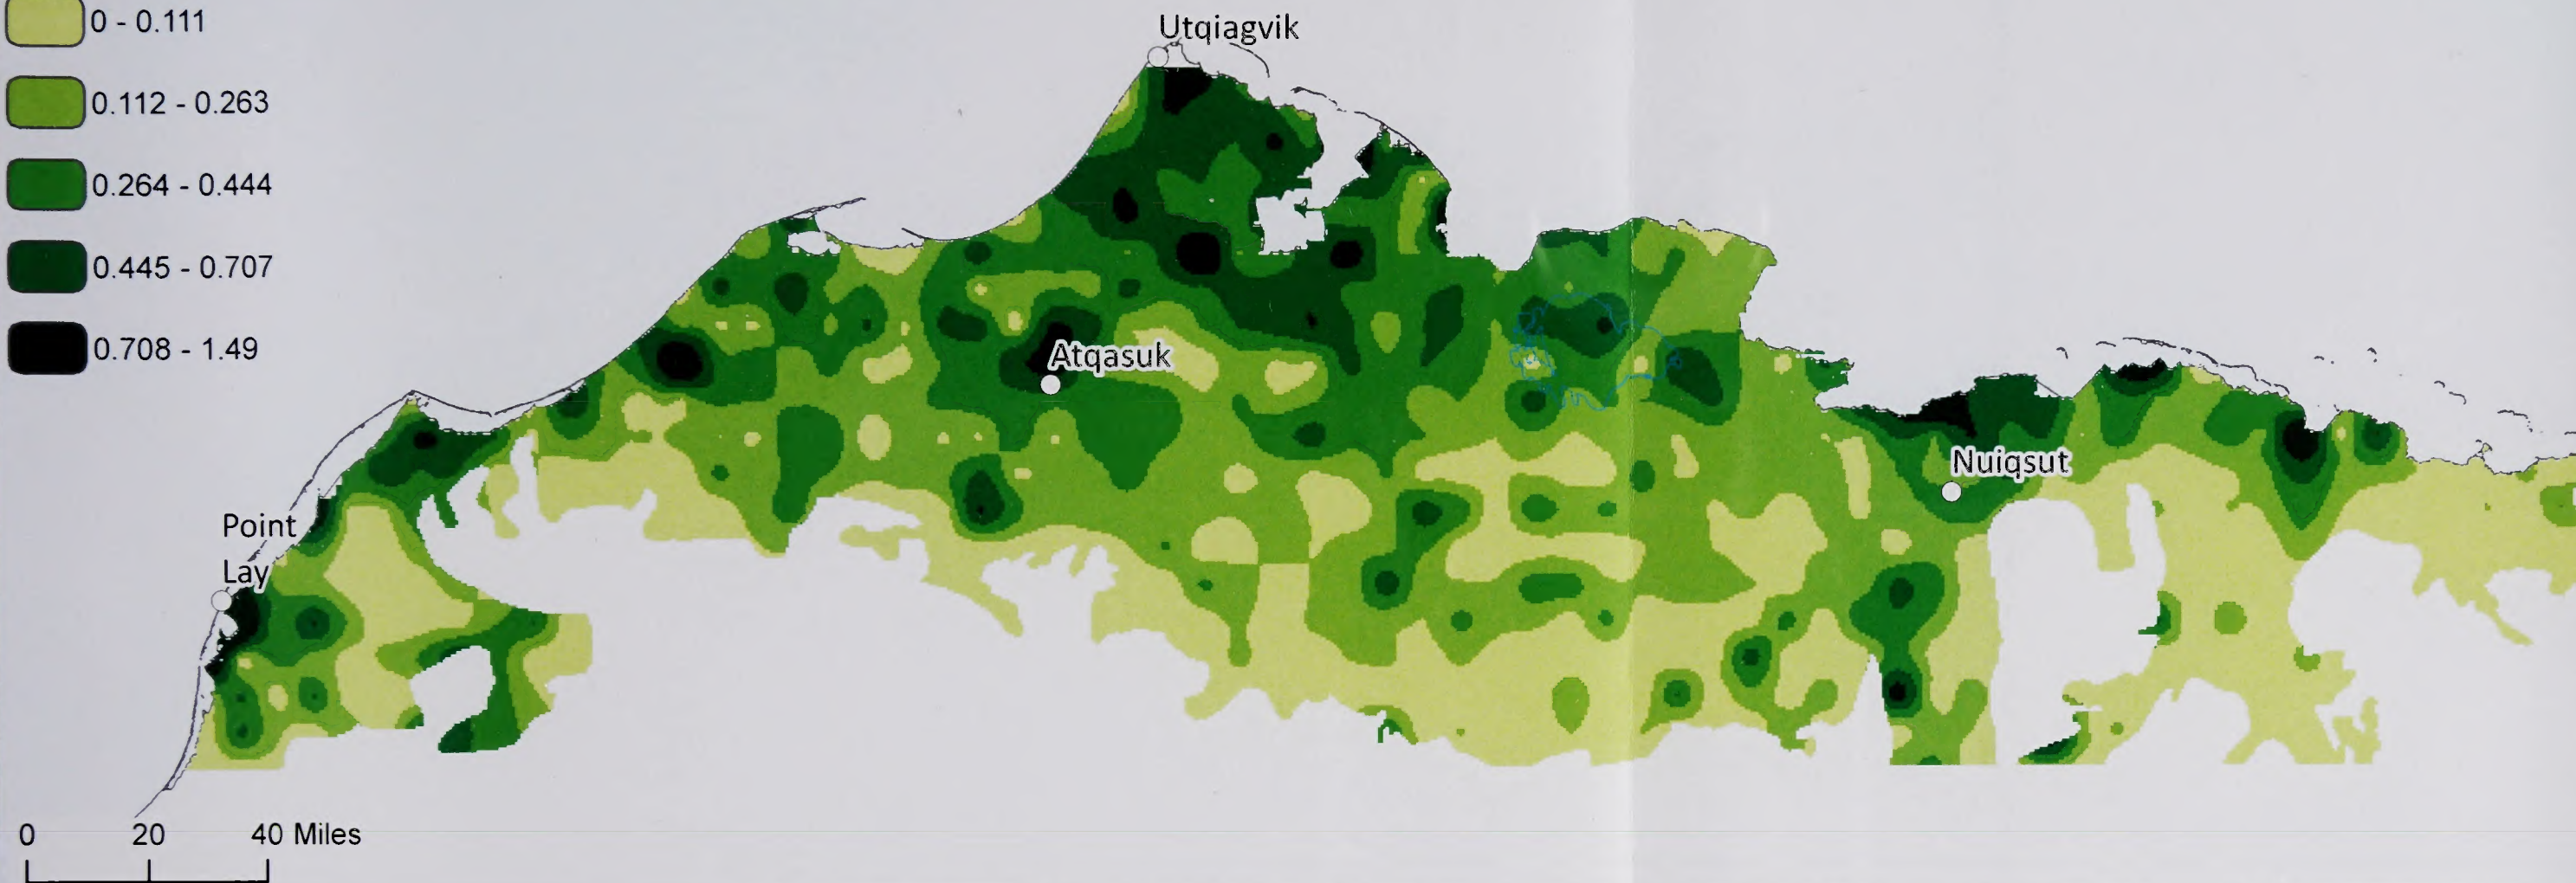 0 - 0.111
0.112 - 0.263
0.264 - 0.444
0.445 - 0.707
0.708 - 1.49
Utqiagvik
Atqasuk
Nuiqsut
Point
Lay
0 20 40 Miles